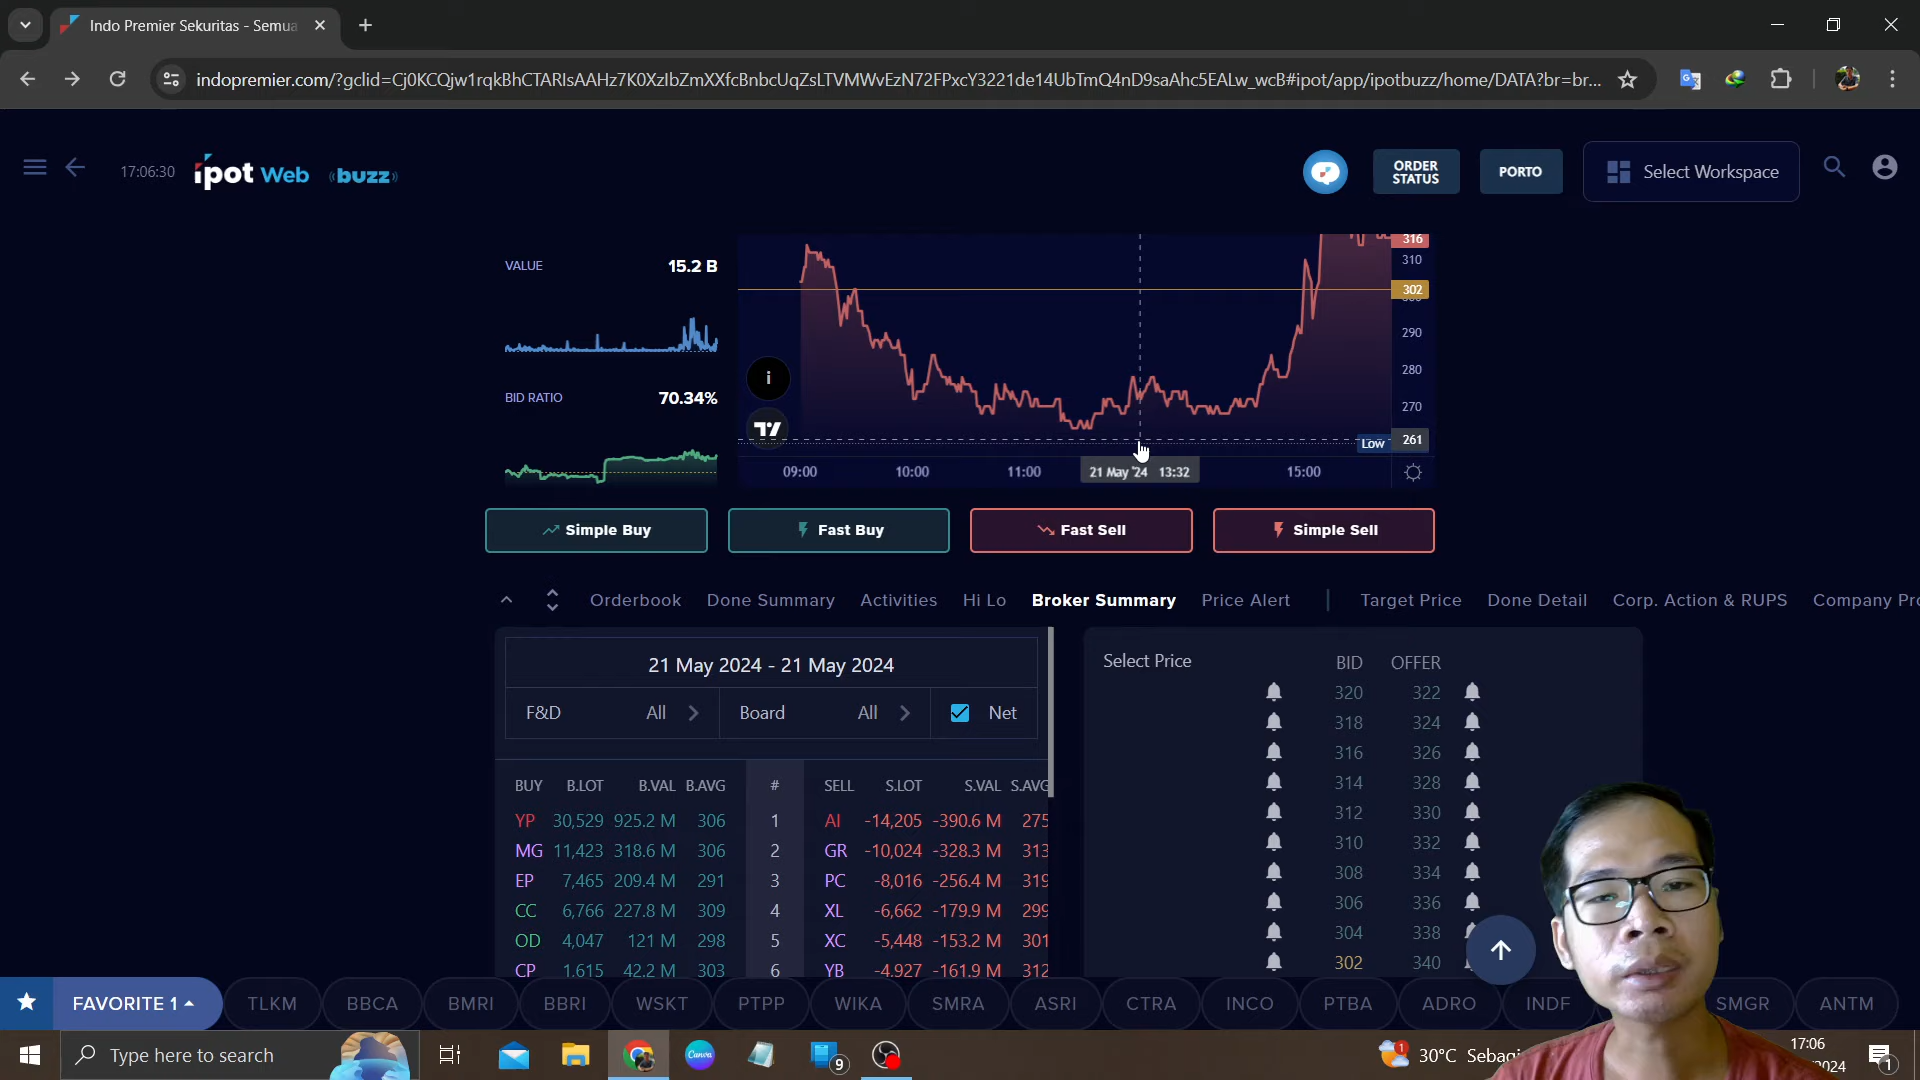 Indo Premier Sekuritas - Semua
indopremier.com/?gclid=Cj0KCQjw1rqkBhCTARIsAAHz7K0XzIbZmXXfcBnbcUqZsLTVMWvEzN72FPxcY3221de14UbTmQ4nD9saAhc5EALw_wcB#ipot/app/ipotbuzz/home/DATA?br=br...
17:06:30 ipot Web buzz ORDER STATUS PORTO Select Workspace
VALUE 15.2 B
BID RATIO 70.34%
316
310
302
290
280
270
Low 261
09:00 10:00 11:00 21 May '24 13:32 15:00
Simple Buy Fast Buy Fast Sell Simple Sell
Orderbook Done Summary Activities Hi Lo Broker Summary Price Alert Target Price Done Detail Corp. Action & RUPS Company Pro
21 May 2024 - 21 May 2024
F&D All Board All Net
BUY B.LOT B.VAL B.AVG # SELL S.LOT S.VAL S.AVG
YP 30,529 925.2 M 306 1 AI -14,205 -390.6 M 275
MG 11,423 318.6 M 306 2 GR -10,024 -328.3 M 313
EP 7,465 209.4 M 291 3 PC -8,016 -256.4 M 319
CC 6,766 227.8 M 309 4 XL -6,662 -179.9 M 299
OD 4,047 121 M 298 5 XC -5,448 -153.2 M 301
CP 1,615 42.2 M 303 6 YB -4,927 -161.9 M 312
Select Price BID OFFER
320 322
318 324
316 326
314 328
312 330
310 332
308 334
306 336
304 338
302 340
FAVORITE 1 TLKM BBCA BMRI BBRI WSKT PTPP WIKA SMRA ASRI CTRA INCO PTBA ADRO INDF SMGR ANTM
Type here to search
9
1 30°C Sebagi
17:06
2024
1